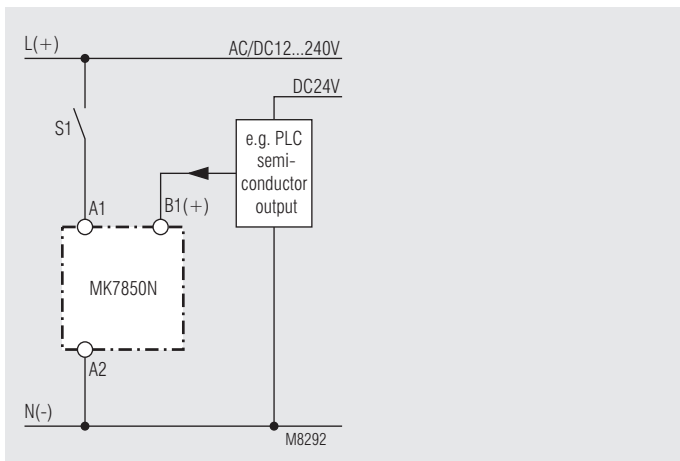 L(+)
AC/DC12...240V
DC24V
S1
e.g. PLC
semi-
conductor
output
A1
B1(+)
MK7850N
A2
N(-)
M8292